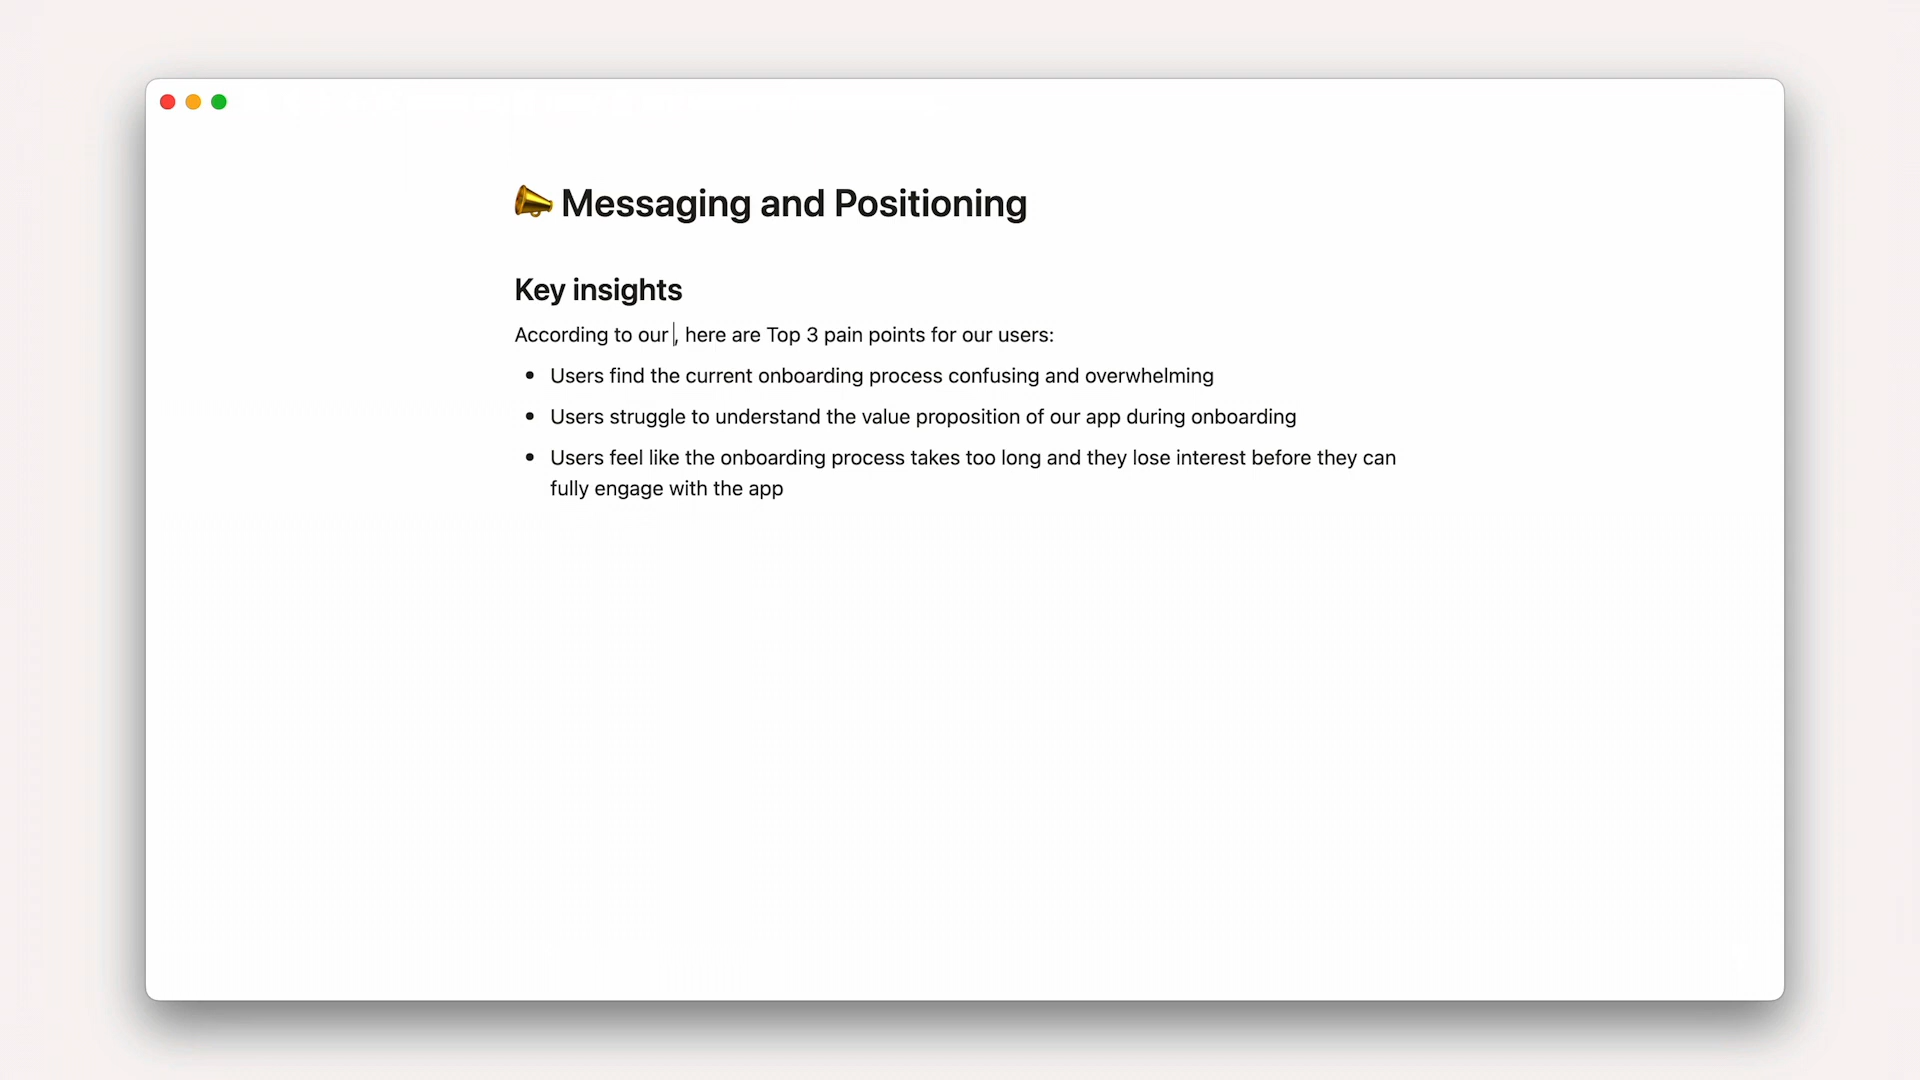 📣 Messaging and Positioning
Key insights
According to our , here are Top 3 pain points for our users:
• Users find the current onboarding process confusing and overwhelming
• Users struggle to understand the value proposition of our app during onboarding
• Users feel like the onboarding process takes too long and they lose interest before they can
fully engage with the app